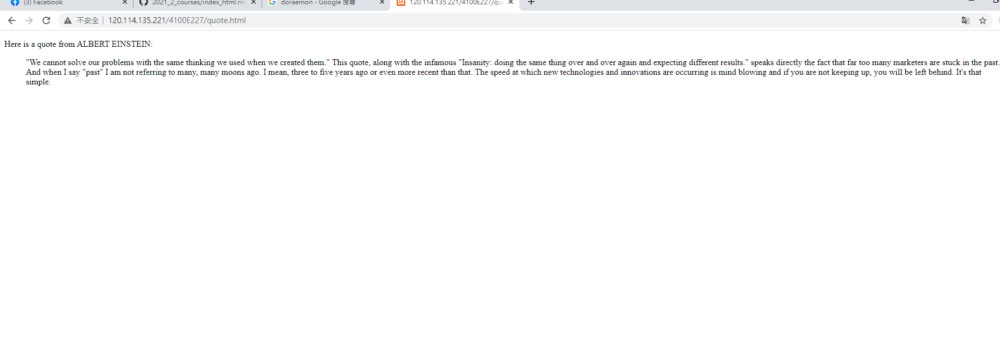 (3) Facebook
2021_2_courses/index_html.md
doraemon - Google 搜尋
120.114.135.221/4100E227/qu
不安全 120.114.135.221/4100E227/quote.html
Here is a quote from ALBERT EINSTEIN:
"We cannot solve our problems with the same thinking we used when we created them." This quote, along with the infamous "Insanity: doing the same thing over and over again and expecting different results." speaks directly the fact that far too many marketers are stuck in the past.
And when I say "past" I am not referring to many, many moons ago. I mean, three to five years ago or even more recent than that. The speed at which new technologies and innovations are occurring is mind blowing and if you are not keeping up, you will be left behind. It's that
simple.